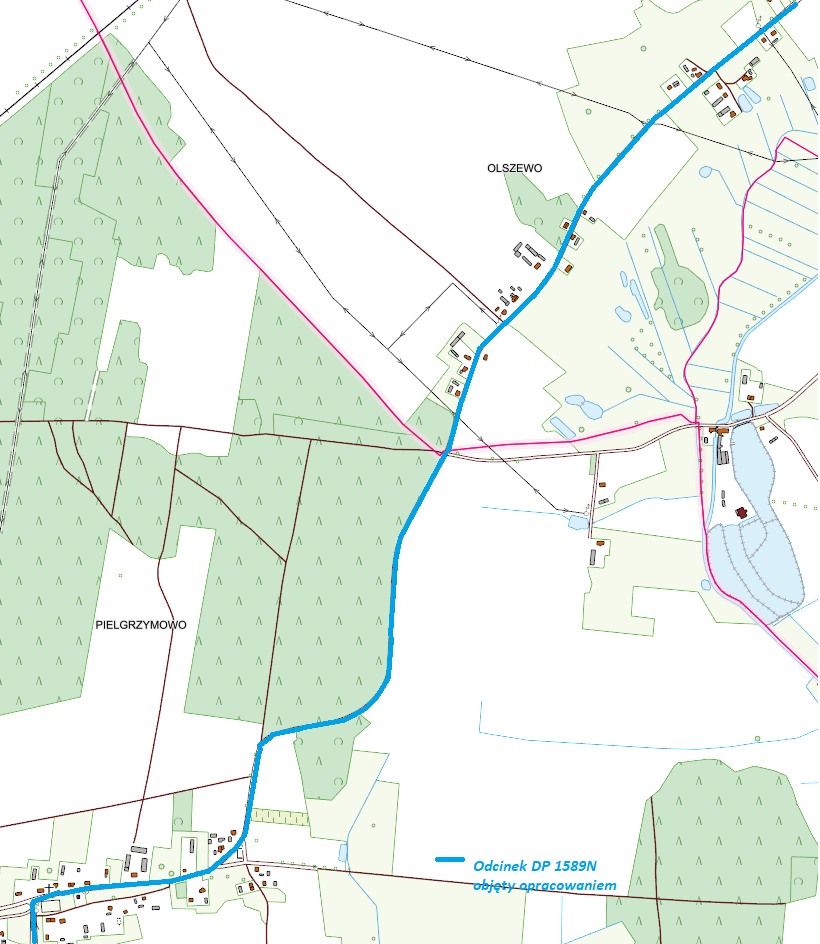 OLSZEWO
PIELGRZYMOWO
Odcinek DP 1589N
objęty opracowaniem